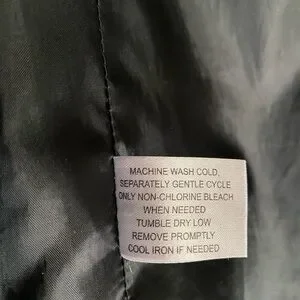 MACHINE WASH COLD,
SEPARATELY GENTLE CYCLE
ONLY NON-CHLORINE BLEACH
WHEN NEEDED
TUMBLE DRY LOW
REMOVE PROMPTLY
COOL IRON IF NEEDED